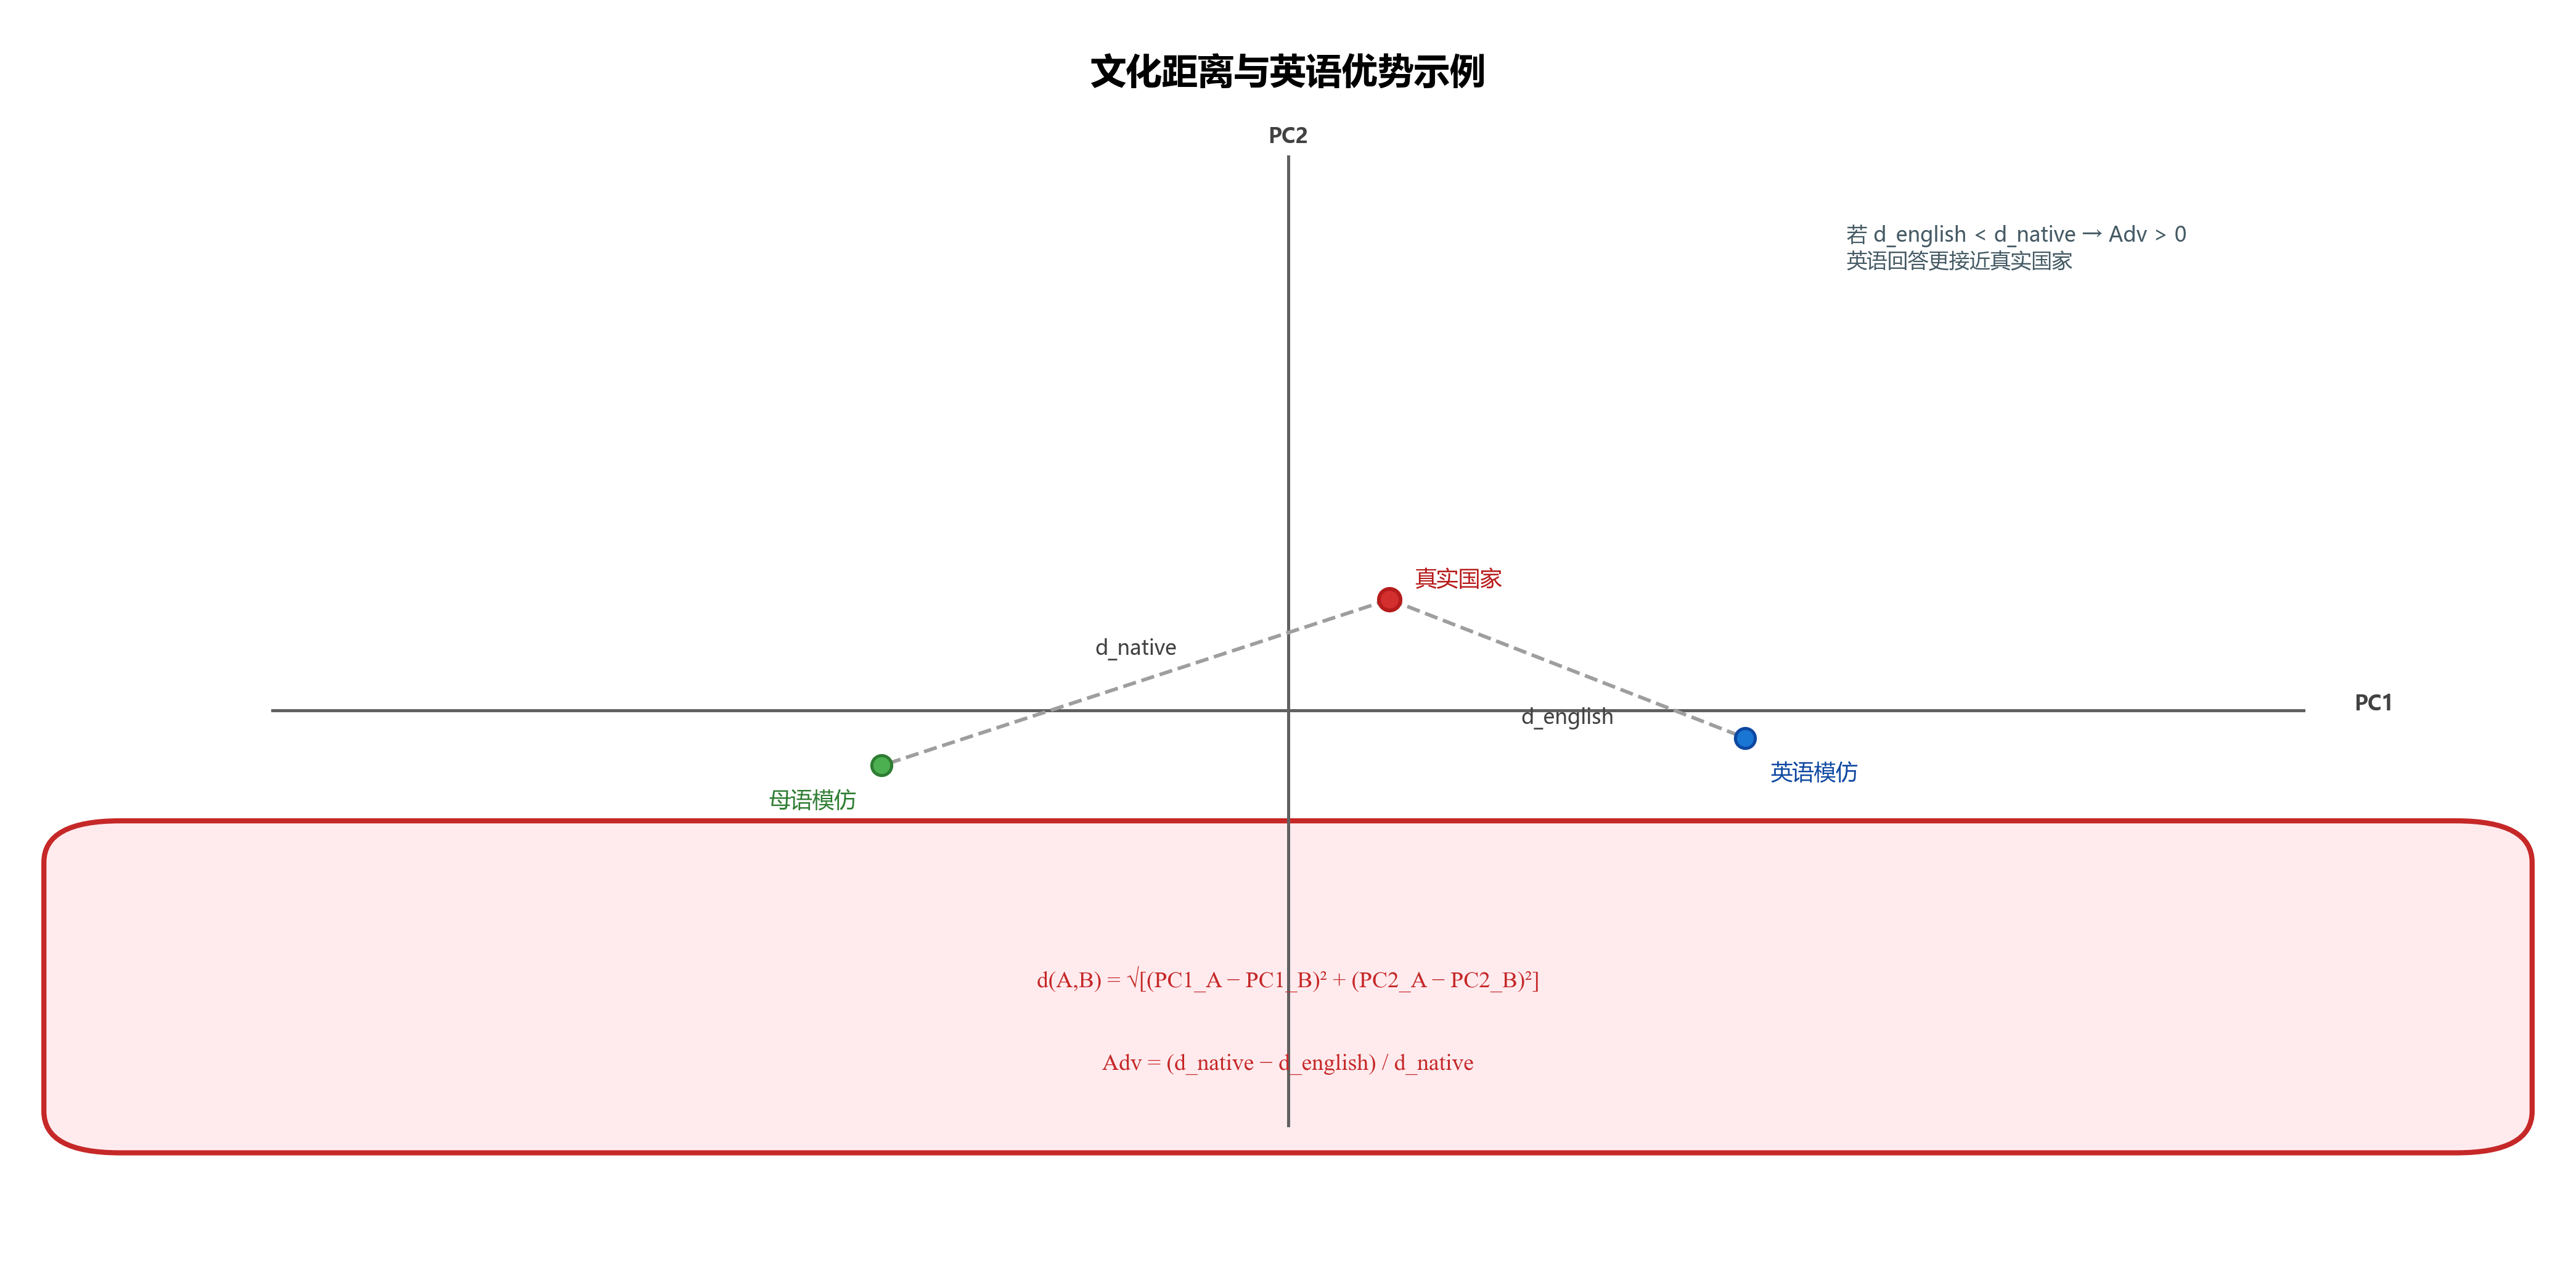 文化距离与英语优势示例
PC2
若 d_english < d_native → Adv > 0
英语回答更接近真实国家
真实国家
d_native
PC1
d_english
英语模仿
母语模仿
d(A,B) = √[(PC1_A − PC1_B)² + (PC2_A − PC2_B)²]
Adv = (d_native − d_english) / d_native